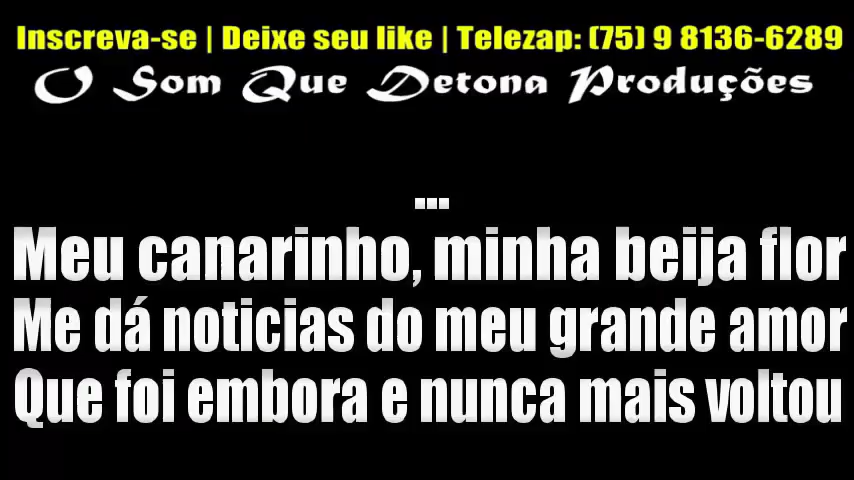 Inscreva-se | Deixe seu like | Telezap: (75) 9 8136-6289
O Som Que Detona Produções
...
Meu canarinho, minha beija flor
Me dá noticias do meu grande amor
Que foi embora e nunca mais voltou